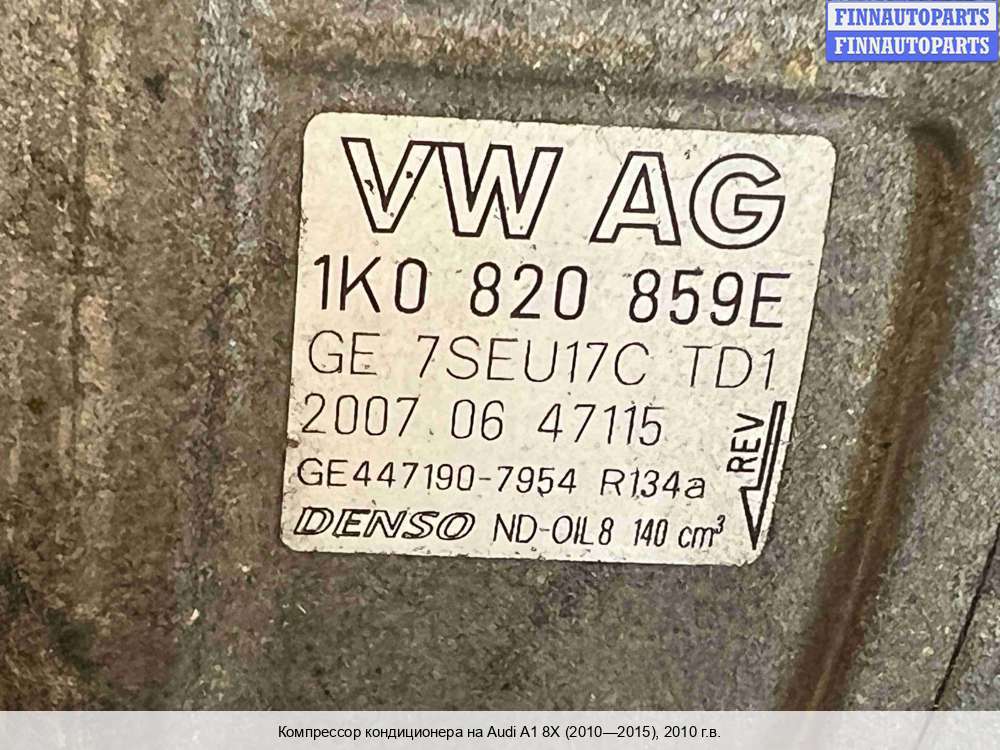 FINNAUTOPARTS
FINNAUTOPARTS
VW AG
1K0 820 859E
GE 7SEU17C TD1
2007 06 47115
REV
GE447190-7954 R134a
DENSO ND-OIL8 140 cm³
Компрессор кондиционера на Audi A1 8X (2010—2015), 2010 г.в.